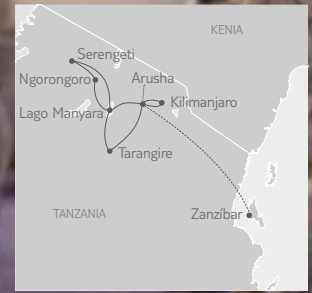 KENIA
Serengeti
Ngorongoro
Arusha
Kilimanjaro
Lago Manyara
Tarangire
TANZANIA
Zanzíbar